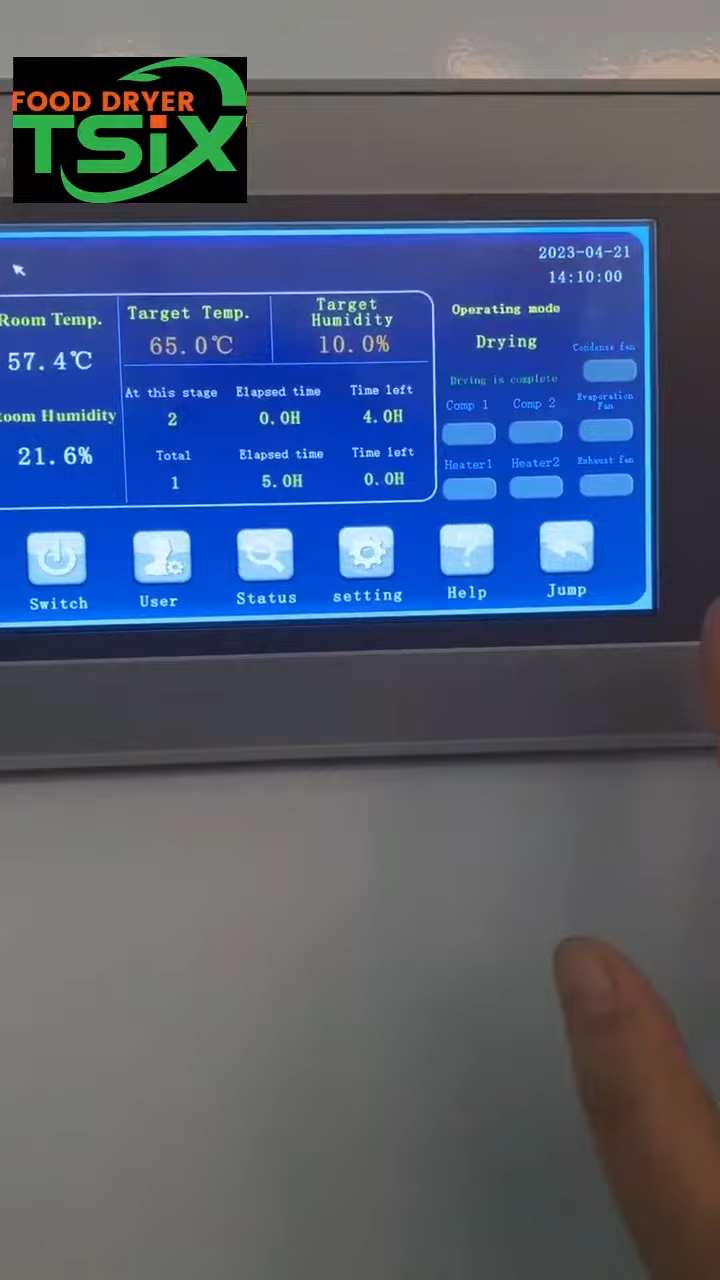 FOOD DRYER
TSiX
2023-04-21
14:10:00
Room Temp.
57.4℃
Room Humidity
21.6%
Target Temp.
65.0℃
Target
Humidity
10.0%
At this stage
Elapsed time
Time left
2
0.0H
4.0H
Total
Elapsed time
Time left
1
5.0H
0.0H
Operating mode
Drying
Drying is complete
Condense fan
Comp 1
Comp 2
Evaporation
Fan
Heater1
Heater2
Exhaust fan
Switch
User
Status
setting
Help
Jump